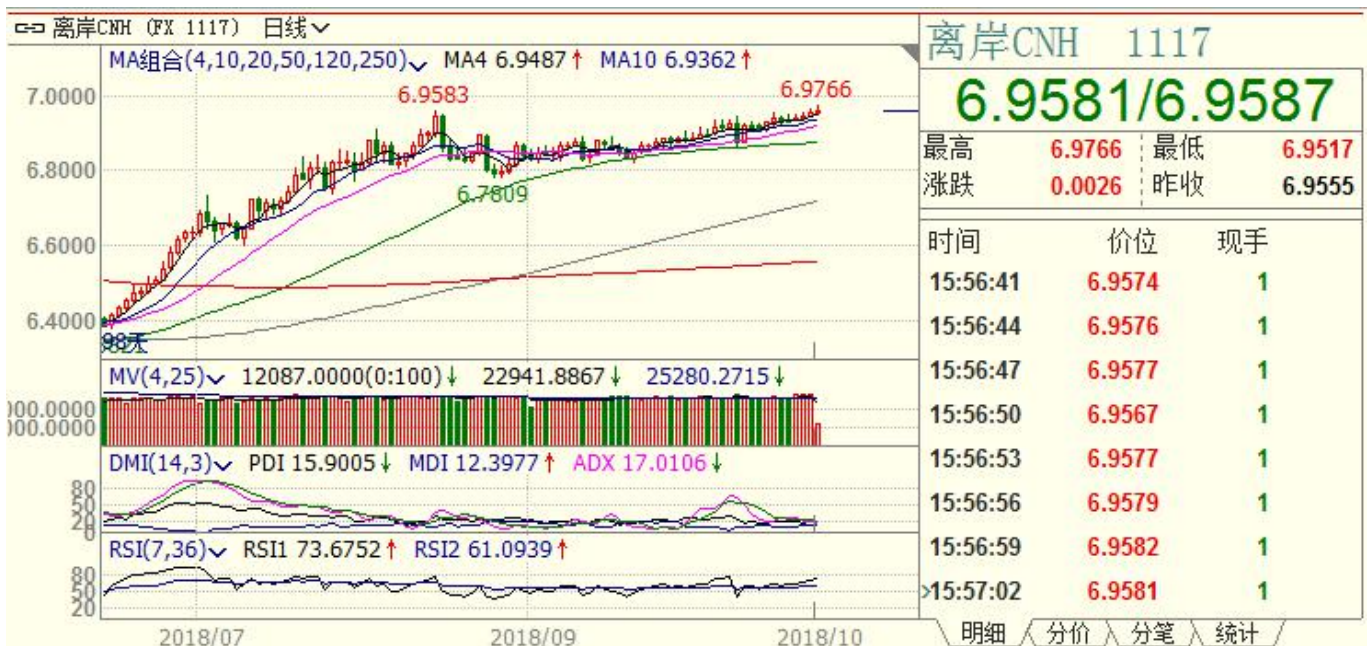 离岸CNH (FX 1117) 日线
MA组合(4,10,20,50,120,250) MA4 6.9487↑ MA10 6.9362↑
7.0000
6.8000
6.6000
6.4000
6.9583
6.9766
6.7809
98天
MV(4,25) 12087.0000(0:100)↓ 22941.8867↓ 25280.2715↓
000.0000
000.0000
DMI(14,3) PDI 15.9005↓ MDI 12.3977↑ ADX 17.0106↓
80
50
20
0
RSI(7,36) RSI1 73.6752↑ RSI2 61.0939↑
80
50
20
2018/07 2018/09 2018/10
离岸CNH 1117
6.9581/6.9587
最高 6.9766 最低 6.9517
涨跌 0.0026 昨收 6.9555
时间 价位 现手
15:56:41 6.9574 1
15:56:44 6.9576 1
15:56:47 6.9577 1
15:56:50 6.9567 1
15:56:53 6.9577 1
15:56:56 6.9579 1
15:56:59 6.9582 1
>15:57:02 6.9581 1
明细 分价 分笔 统计